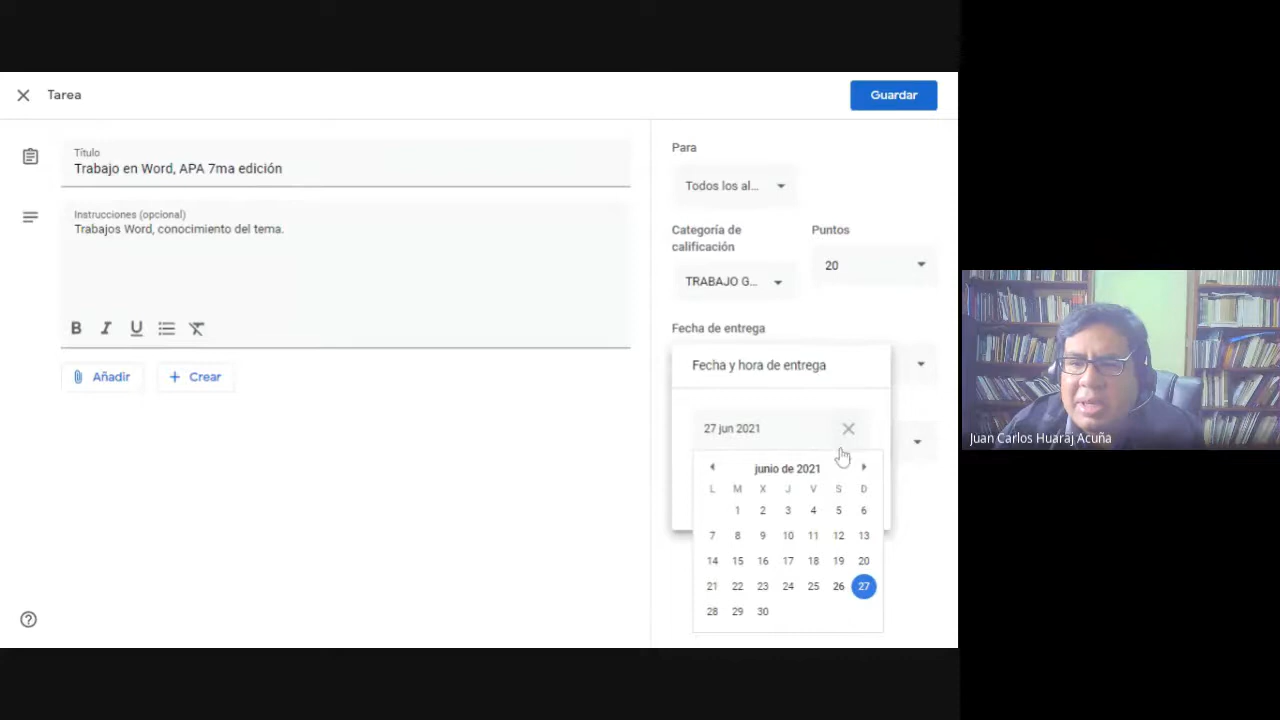 Tarea
Guardar
Título
Trabajo en Word, APA 7ma edición
Instrucciones (opcional)
Trabajos Word, conocimiento del tema.
B I U
Añadir
Crear
Para
Todos los al...
Categoría de
calificación
Puntos
TRABAJO G...
20
Fecha de entrega
Fecha y hora de entrega
27 jun 2021
junio de 2021
L M X J V S D
1 2 3 4 5 6
7 8 9 10 11 12 13
14 15 16 17 18 19 20
21 22 23 24 25 26 27
28 29 30
Juan Carlos Huaraj Acuña